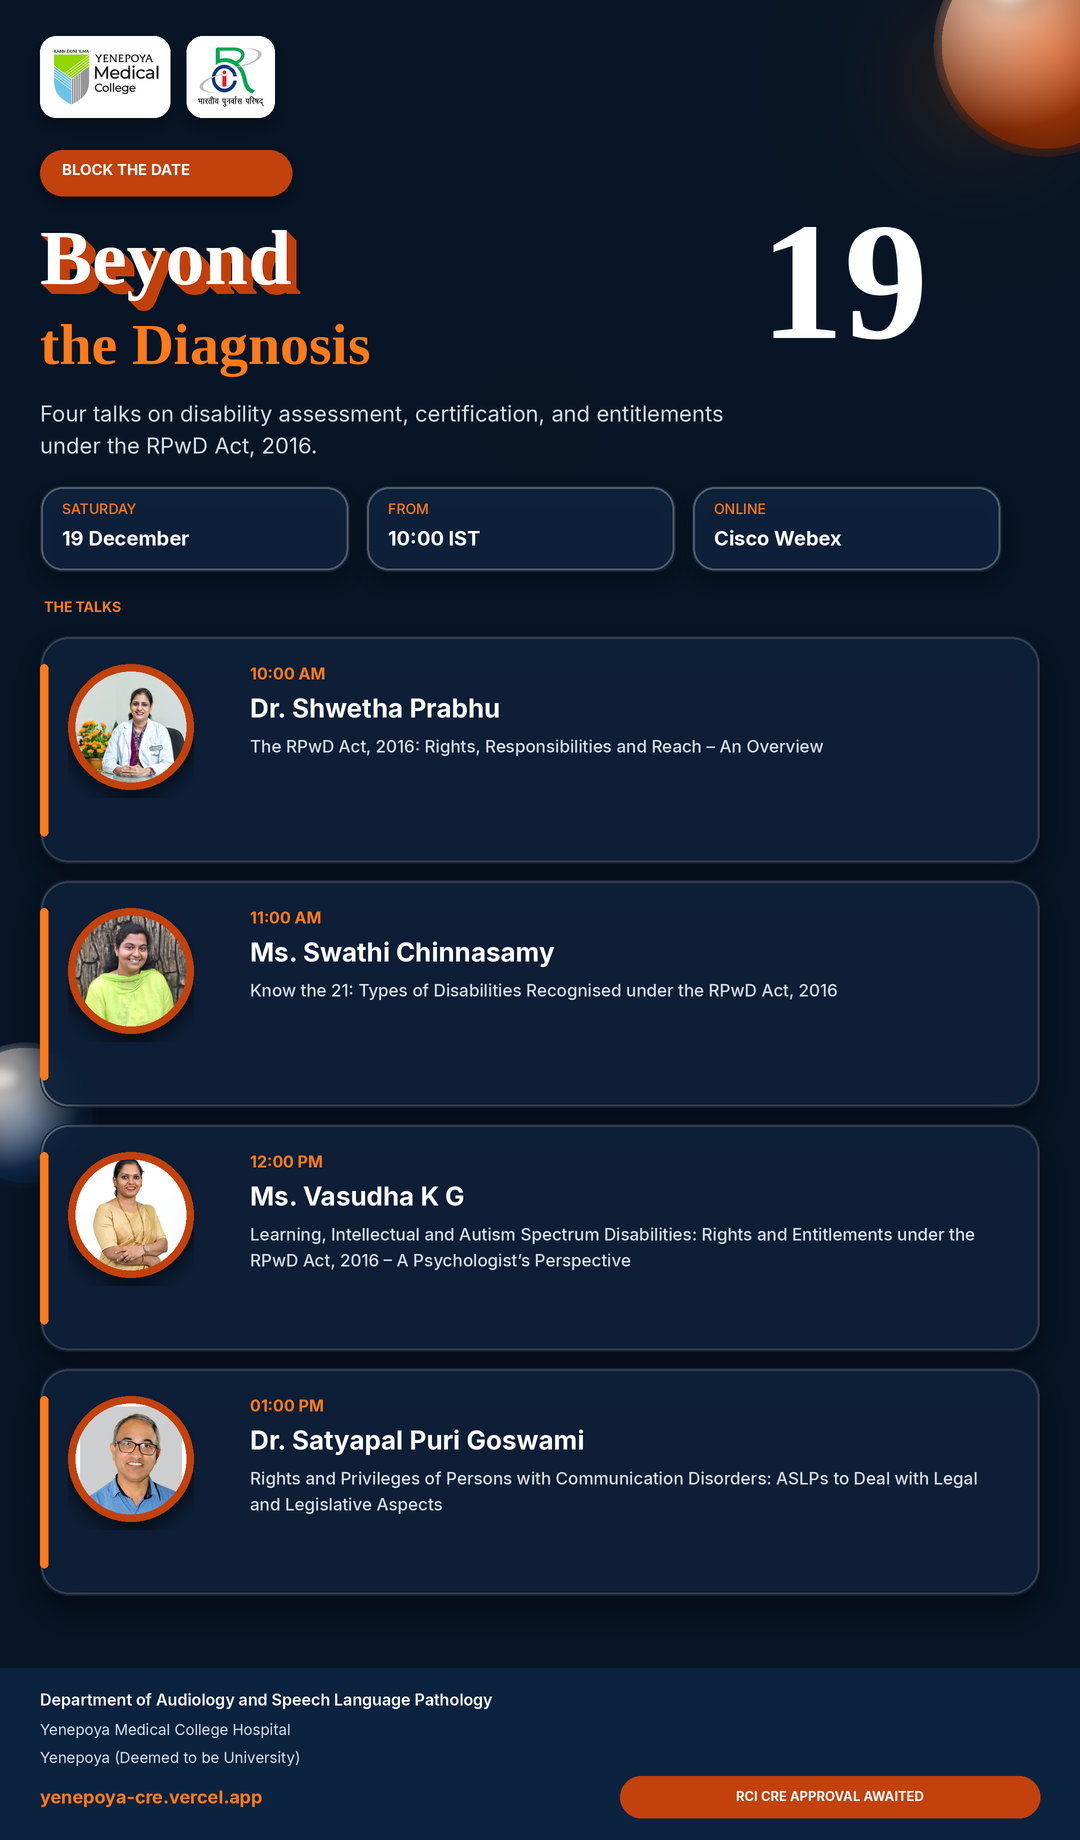 RABBI ZIDNI 'ILMA
YENEPOYA
Medical
College
भारतीय पुनर्वास परिषद्
BLOCK THE DATE
Beyond
the Diagnosis
19
Four talks on disability assessment, certification, and entitlements
under the RPwD Act, 2016.
SATURDAY
19 December
FROM
10:00 IST
ONLINE
Cisco Webex
THE TALKS
10:00 AM
Dr. Shwetha Prabhu
The RPwD Act, 2016: Rights, Responsibilities and Reach – An Overview
11:00 AM
Ms. Swathi Chinnasamy
Know the 21: Types of Disabilities Recognised under the RPwD Act, 2016
12:00 PM
Ms. Vasudha K G
Learning, Intellectual and Autism Spectrum Disabilities: Rights and Entitlements under the
RPwD Act, 2016 – A Psychologist’s Perspective
01:00 PM
Dr. Satyapal Puri Goswami
Rights and Privileges of Persons with Communication Disorders: ASLPs to Deal with Legal
and Legislative Aspects
Department of Audiology and Speech Language Pathology
Yenepoya Medical College Hospital
Yenepoya (Deemed to be University)
yenepoya-cre.vercel.app
RCI CRE APPROVAL AWAITED